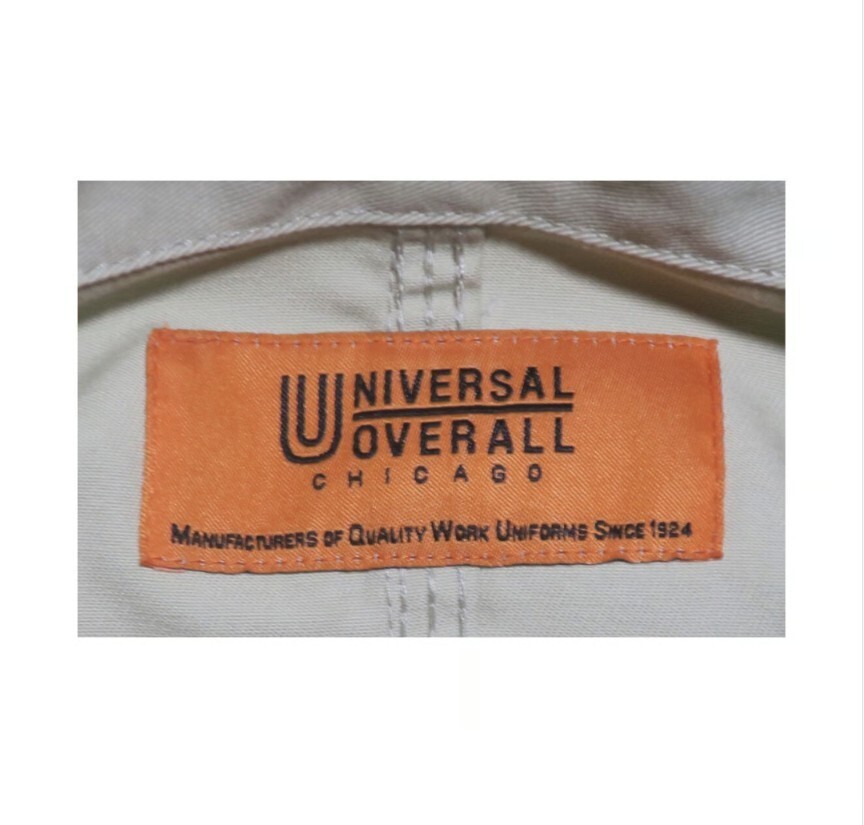 UNIVERSAL
OVERALL
CHICAGO
MANUFACTURERS OF QUALITY WORK UNIFORMS SINCE 1924